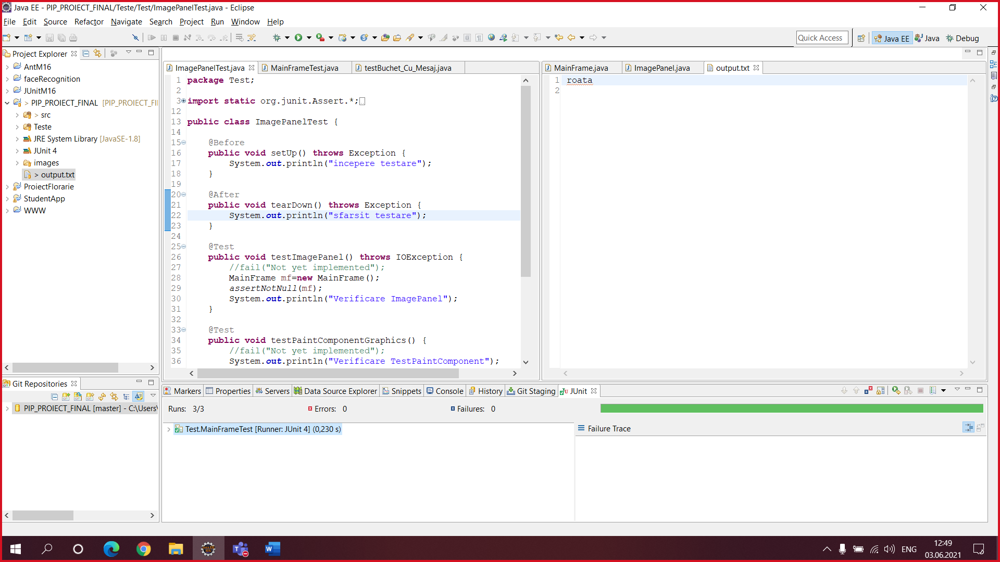 Java EE - PIP_PROIECT_FINAL/Teste/Test/ImagePanelTest.java - Eclipse
File Edit Source Refactor Navigate Search Project Run Window Help
Quick Access
Java EE
Java
Debug
Project Explorer
AntM16
faceRecognition
JUnitM16
> PIP_PROIECT_FINAL [PIP_PROIECT_FI
> src
Teste
JRE System Library [JavaSE-1.8]
JUnit 4
images
> output.txt
ProiectFlorarie
StudentApp
WWW
Git Repositories
PIP_PROIECT_FINAL [master] - C:\Users\
ImagePanelTest.java MainFrameTest.java testBuchet_Cu_Mesaj.java
1 package Test;
2
3 import static org.junit.Assert.*;
12
13 public class ImagePanelTest {
14
15 @Before
16 public void setUp() throws Exception {
17 System.out.println("incepere testare");
18 }
19
20 @After
21 public void tearDown() throws Exception {
22 System.out.println("sfarsit testare");
23 }
24
25 @Test
26 public void testImagePanel() throws IOException {
27 //fail("Not yet implemented");
28 MainFrame mf=new MainFrame();
29 assertNotNull(mf);
30 System.out.println("Verificare ImagePanel");
31 }
32
33 @Test
34 public void testPaintComponentGraphics() {
35 //fail("Not yet implemented");
36 System.out.println("Verificare TestPaintComponent");
MainFrame.java ImagePanel.java output.txt
1 roata
2
Markers Properties Servers Data Source Explorer Snippets Console History Git Staging JUnit
Runs: 3/3 Errors: 0 Failures: 0
Test.MainFrameTest [Runner: JUnit 4] (0,230 s)
Failure Trace
ENG
12:49
03.06.2021